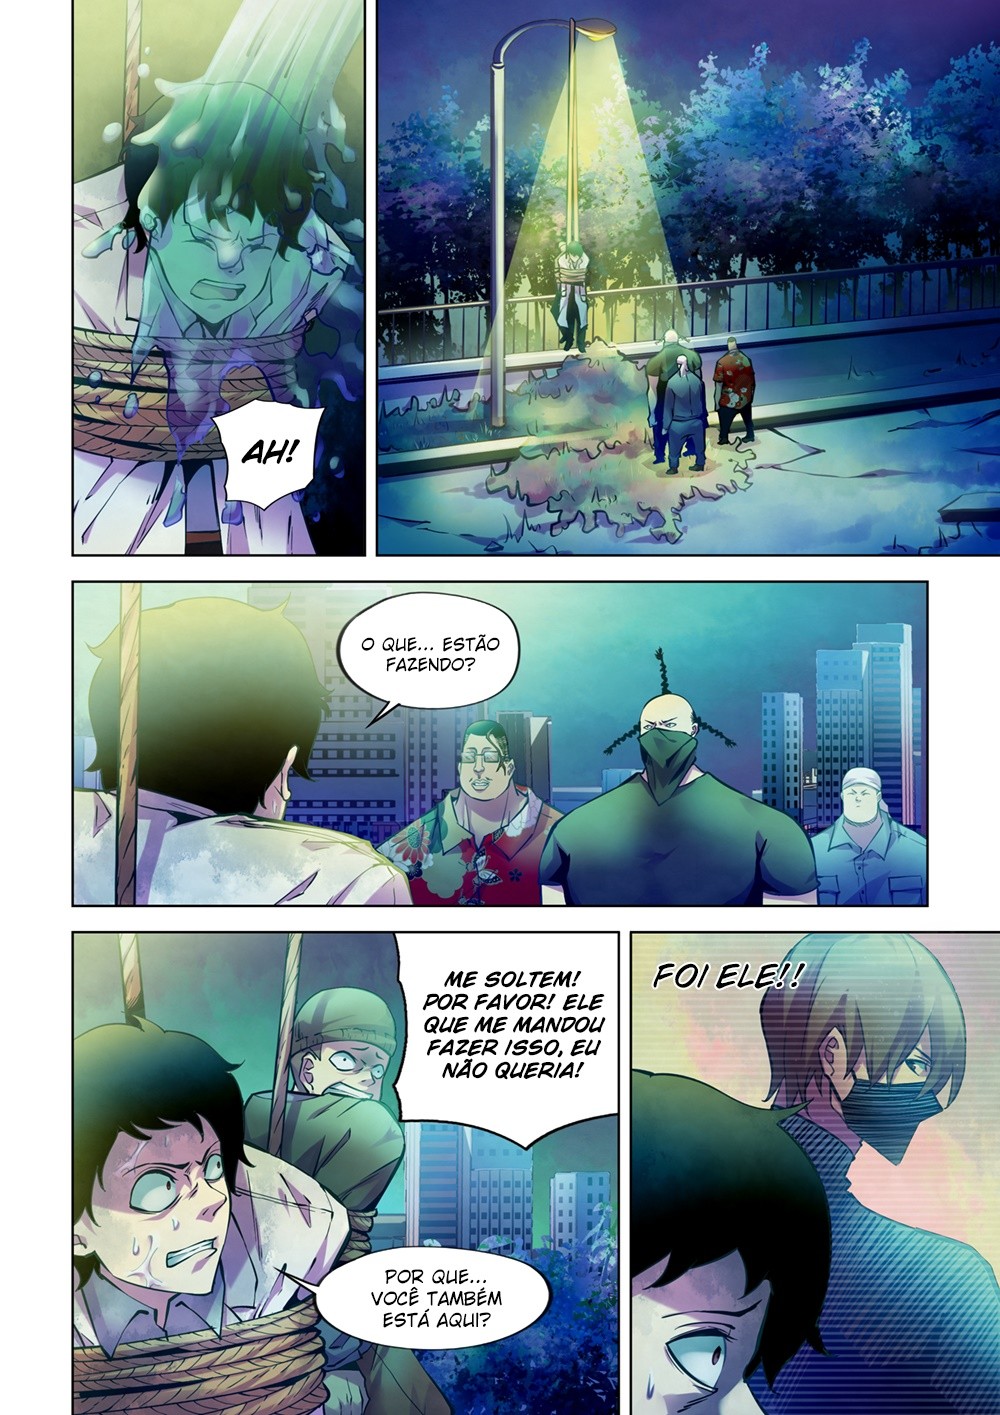 AH!
O QUE... ESTÃO
FAZENDO?
ME SOLTEM!
POR FAVOR! ELE
QUE ME MANDOU
FAZER ISSO, EU
NÃO QUERIA!
FOI ELE!!
POR QUE...
VOCÊ TAMBÉM
ESTÁ AQUI?